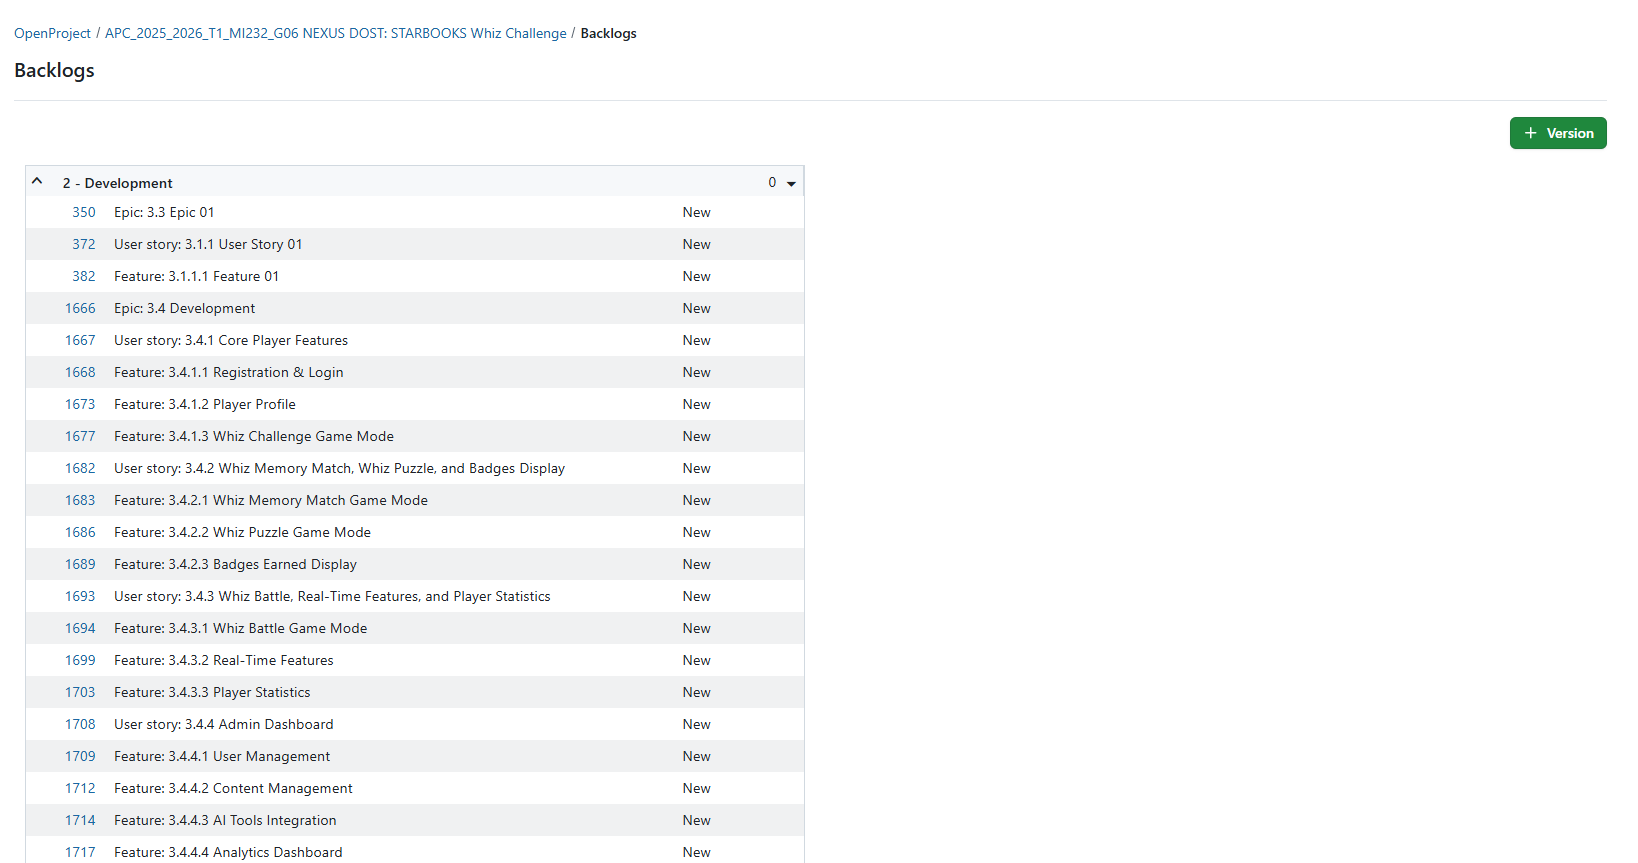 OpenProject / APC_2025_2026_T1_MI232_G06 NEXUS DOST: STARBOOKS Whiz Challenge / Backlogs
Backlogs
+ Version
2 - Development 0
350 Epic: 3.3 Epic 01 New
372 User story: 3.1.1 User Story 01 New
382 Feature: 3.1.1.1 Feature 01 New
1666 Epic: 3.4 Development New
1667 User story: 3.4.1 Core Player Features New
1668 Feature: 3.4.1.1 Registration & Login New
1673 Feature: 3.4.1.2 Player Profile New
1677 Feature: 3.4.1.3 Whiz Challenge Game Mode New
1682 User story: 3.4.2 Whiz Memory Match, Whiz Puzzle, and Badges Display New
1683 Feature: 3.4.2.1 Whiz Memory Match Game Mode New
1686 Feature: 3.4.2.2 Whiz Puzzle Game Mode New
1689 Feature: 3.4.2.3 Badges Earned Display New
1693 User story: 3.4.3 Whiz Battle, Real-Time Features, and Player Statistics New
1694 Feature: 3.4.3.1 Whiz Battle Game Mode New
1699 Feature: 3.4.3.2 Real-Time Features New
1703 Feature: 3.4.3.3 Player Statistics New
1708 User story: 3.4.4 Admin Dashboard New
1709 Feature: 3.4.4.1 User Management New
1712 Feature: 3.4.4.2 Content Management New
1714 Feature: 3.4.4.3 AI Tools Integration New
1717 Feature: 3.4.4.4 Analytics Dashboard New